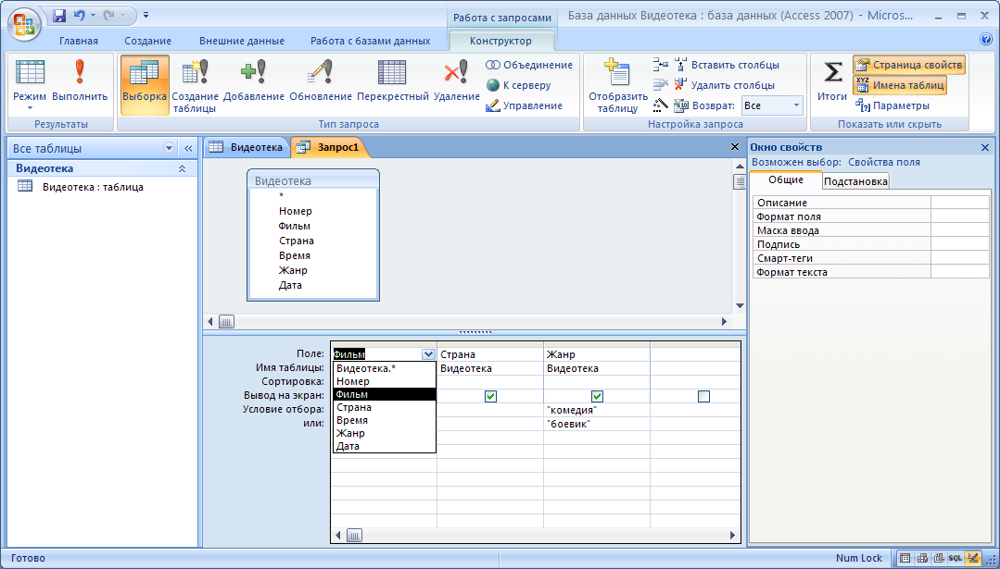 Работа с запросами
База данных Видеотека : база данных (Access 2007) - Micros...
Главная Создание Внешние данные Работа с базами данных Конструктор
Режим Выполнить
Результаты
Выборка Создание таблицы Добавление Обновление Перекрестный Удаление
Объединение
К серверу
Управление
Тип запроса
Отобразить таблицу
Вставить столбцы
Удалить столбцы
Возврат: Все
Настройка запроса
Итоги
Страница свойств
XYZ Имена таблиц
[?] Параметры
Показать или скрыть
Все таблицы «
Видеотека
Видеотека : таблица
Видеотека Запрос1
Видеотека
*
Номер
Фильм
Страна
Время
Жанр
Дата
Поле: Фильм Страна Жанр
Имя таблицы: Видеотека Видеотека
Сортировка:
Вывод на экран:
Условие отбора: "комедия"
или: "боевик"
Видеотека.*
Номер
Фильм
Страна
Время
Жанр
Дата
Окно свойств
Возможен выбор: Свойства поля
Общие Подстановка
Описание
Формат поля
Маска ввода
Подпись
Смарт-теги
Формат текста
Готово Num Lock SQL